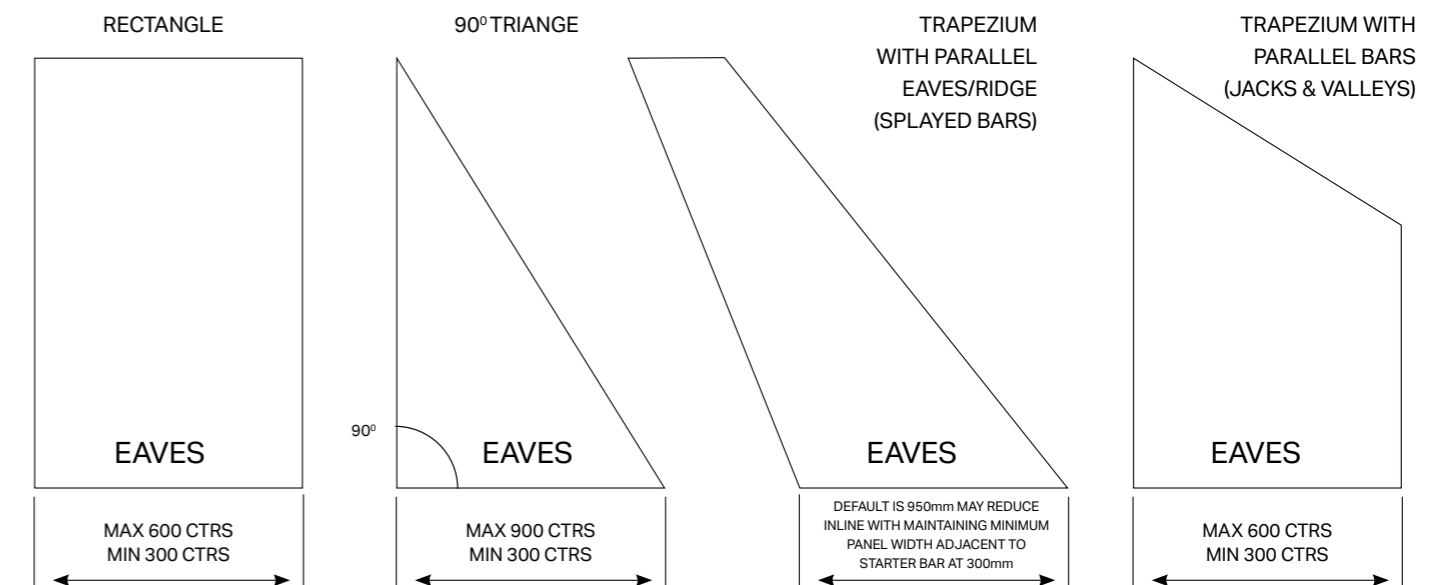 RECTANGLE
90⁰ TRIANGE
TRAPEZIUM
WITH PARALLEL
EAVES/RIDGE
(SPLAYED BARS)
TRAPEZIUM WITH
PARALLEL BARS
(JACKS & VALLEYS)
EAVES
90⁰
EAVES
EAVES
EAVES
MAX 600 CTRS
MIN 300 CTRS
MAX 900 CTRS
MIN 300 CTRS
DEFAULT IS 950mm MAY REDUCE
INLINE WITH MAINTAINING MINIMUM
PANEL WIDTH ADJACENT TO
STARTER BAR AT 300mm
MAX 600 CTRS
MIN 300 CTRS